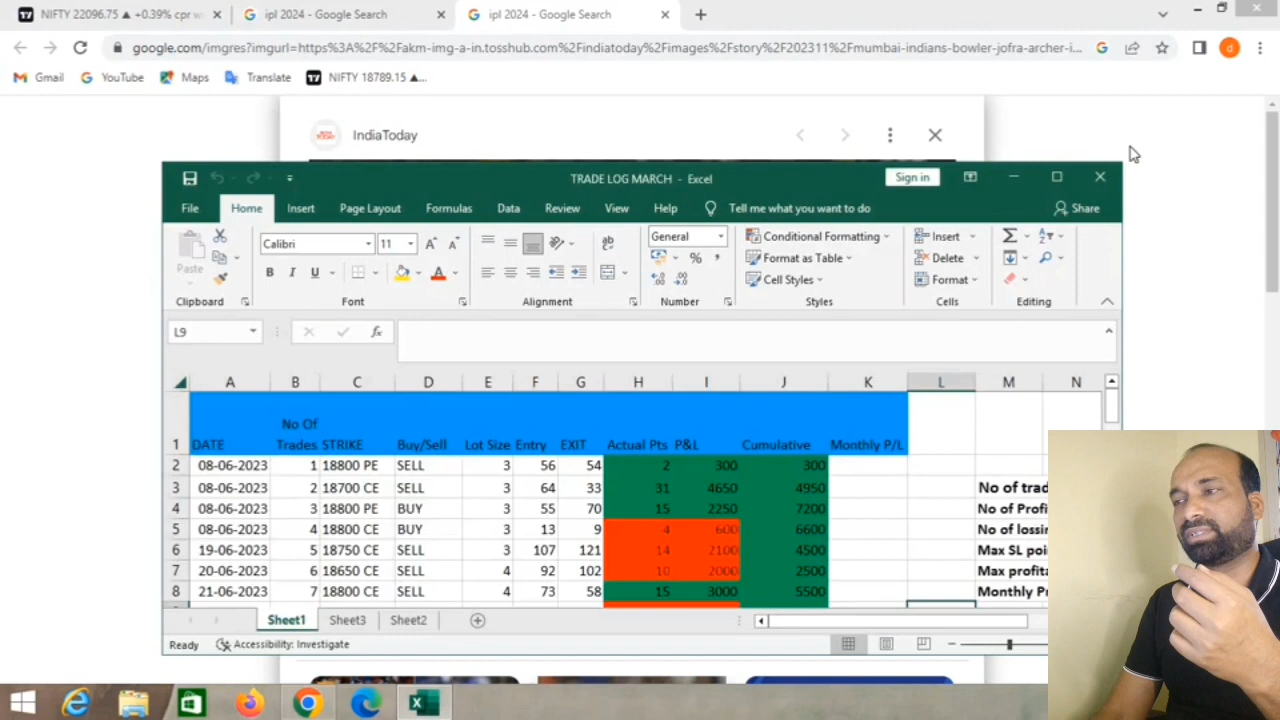 NIFTY 22096.75 ▲ +0.39% cpr w
ipl 2024 - Google Search
ipl 2024 - Google Search
google.com/imgres?imgurl=https%3A%2F%2Fakm-img-a-in.tosshub.com%2Findiatoday%2Fimages%2Fstory%2F202311%2Fmumbai-indians-bowler-jofra-archer-i...
Gmail YouTube Maps Translate NIFTY 18789.15 ▲...
IndiaToday
TRADE LOG MARCH - Excel
Sign in
File Home Insert Page Layout Formulas Data Review View Help Tell me what you want to do Share
Paste
Calibri 11
B I U
General
% ,
Conditional Formatting
Format as Table
Cell Styles
Insert
Delete
Format
Clipboard Font Alignment Number Styles Cells Editing
L9 fx
A B C D E F G H I J K L M N
1 DATE No Of Trades STRIKE Buy/Sell Lot Size Entry EXIT Actual Pts P&L Cumulative Monthly P/L
2 08-06-2023 1 18800 PE SELL 3 56 54 2 300 300
3 08-06-2023 2 18700 CE SELL 3 64 33 31 4650 4950 No of trad
4 08-06-2023 3 18800 PE BUY 3 55 70 15 2250 7200 No of Profi
5 08-06-2023 4 18800 CE BUY 3 13 9 4 600 6600 No of lossin
6 19-06-2023 5 18750 CE SELL 3 107 121 14 2100 4500 Max SL poi
7 20-06-2023 6 18650 CE SELL 4 92 102 10 2000 2500 Max profita
8 21-06-2023 7 18800 CE SELL 4 73 58 15 3000 5500 Monthly Pr
Sheet1 Sheet3 Sheet2
Ready Accessibility: Investigate